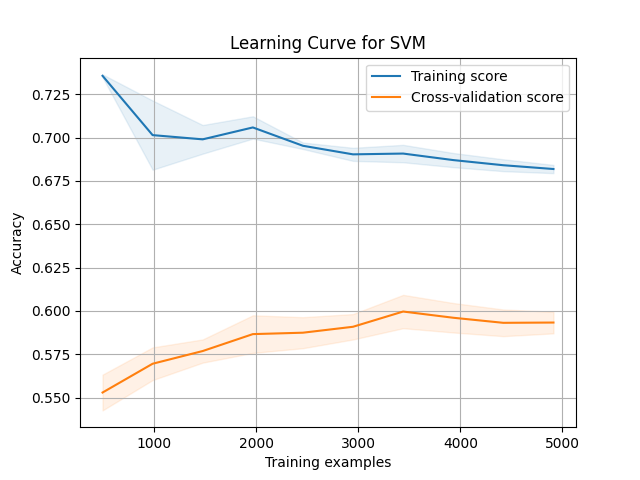 Learning Curve for SVM
Training score
Cross-validation score
Accuracy
0.725
0.700
0.675
0.650
0.625
0.600
0.575
0.550
1000 2000 3000 4000 5000
Training examples